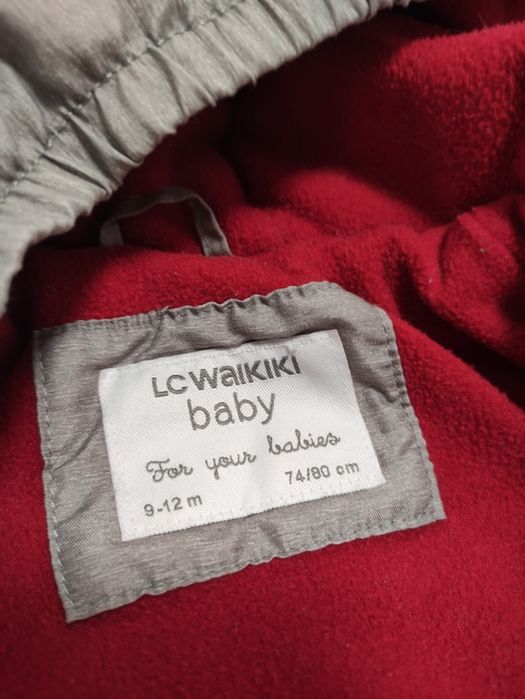 LC Waikiki
baby
For your babies
9-12 m 74/80 cm